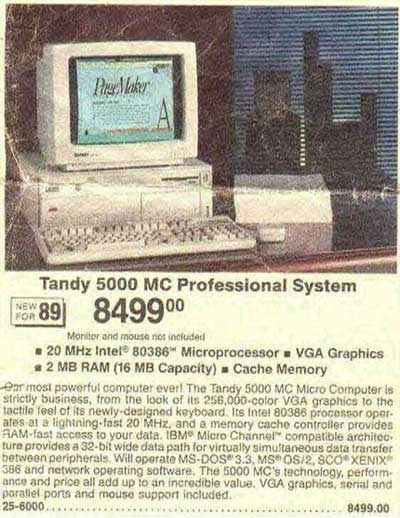 PageMaker
A
Tandy 5000 MC Professional System
NEW FOR 89
8499⁰⁰
Monitor and mouse not included
■ 20 MHz Intel® 80386™ Microprocessor ■ VGA Graphics
■ 2 MB RAM (16 MB Capacity) ■ Cache Memory
Our most powerful computer ever! The Tandy 5000 MC Micro Computer is
strictly business, from the look of its 256,000-color VGA graphics to the
tactile feel of its newly-designed keyboard. Its Intel 80386 processor oper-
ates at a lightning-fast 20 MHz, and a memory cache controller provides
RAM-fast access to your data. IBM® Micro Channel™ compatible architec-
ture provides a 32-bit wide data path for virtually simultaneous data transfer
between peripherals. Will operate MS-DOS® 3.3, MS® OS/2, SCO® XENIX®
386 and network operating software. The 5000 MC's technology, perform-
ance and price all add up to an incredible value. VGA graphics, serial and
parallel ports and mouse support included.
25-6000 . . . . . . . . . . . . . . . . . . . . . . . . . . . . . . 8499.00